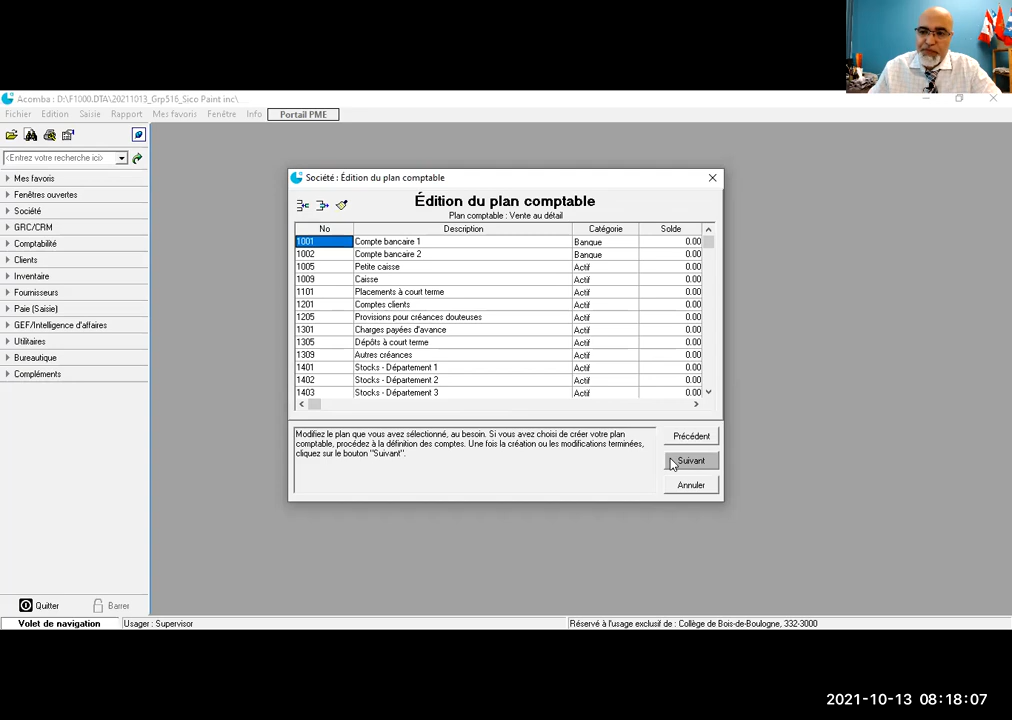 Acomba : D:\F1000.DTA\20211013_Grp516_Sico Paint inc\...
Fichier Edition Saisie Rapport Mes favoris Fenêtre Info Portail PME
<Entrez votre recherche ici>
Mes favoris
Fenêtres ouvertes
Société
GRC/CRM
Comptabilité
Clients
Inventaire
Fournisseurs
Paie (Saisie)
GEF/Intelligence d'affaires
Utilitaires
Bureautique
Compléments
Société : Édition du plan comptable
Édition du plan comptable
Plan comptable : Vente au détail
No Description Catégorie Solde
1001 Compte bancaire 1 Banque 0.00
1002 Compte bancaire 2 Banque 0.00
1005 Petite caisse Actif 0.00
1009 Caisse Actif 0.00
1101 Placements à court terme Actif 0.00
1201 Comptes clients Actif 0.00
1205 Provisions pour créances douteuses Actif 0.00
1301 Charges payées d'avance Actif 0.00
1305 Dépôts à court terme Actif 0.00
1309 Autres créances Actif 0.00
1401 Stocks - Département 1 Actif 0.00
1402 Stocks - Département 2 Actif 0.00
1403 Stocks - Département 3 Actif 0.00
Modifiez le plan que vous avez sélectionné, au besoin. Si vous avez choisi de créer votre plan
comptable, procédez à la définition des comptes. Une fois la création ou les modifications terminées,
cliquez sur le bouton "Suivant".
Précédent
Suivant
Annuler
Quitter Barrer
Volet de navigation Usager : Supervisor Réservé à l'usage exclusif de : Collège de Bois-de-Boulogne, 332-3000
2021-10-13 08:18:07